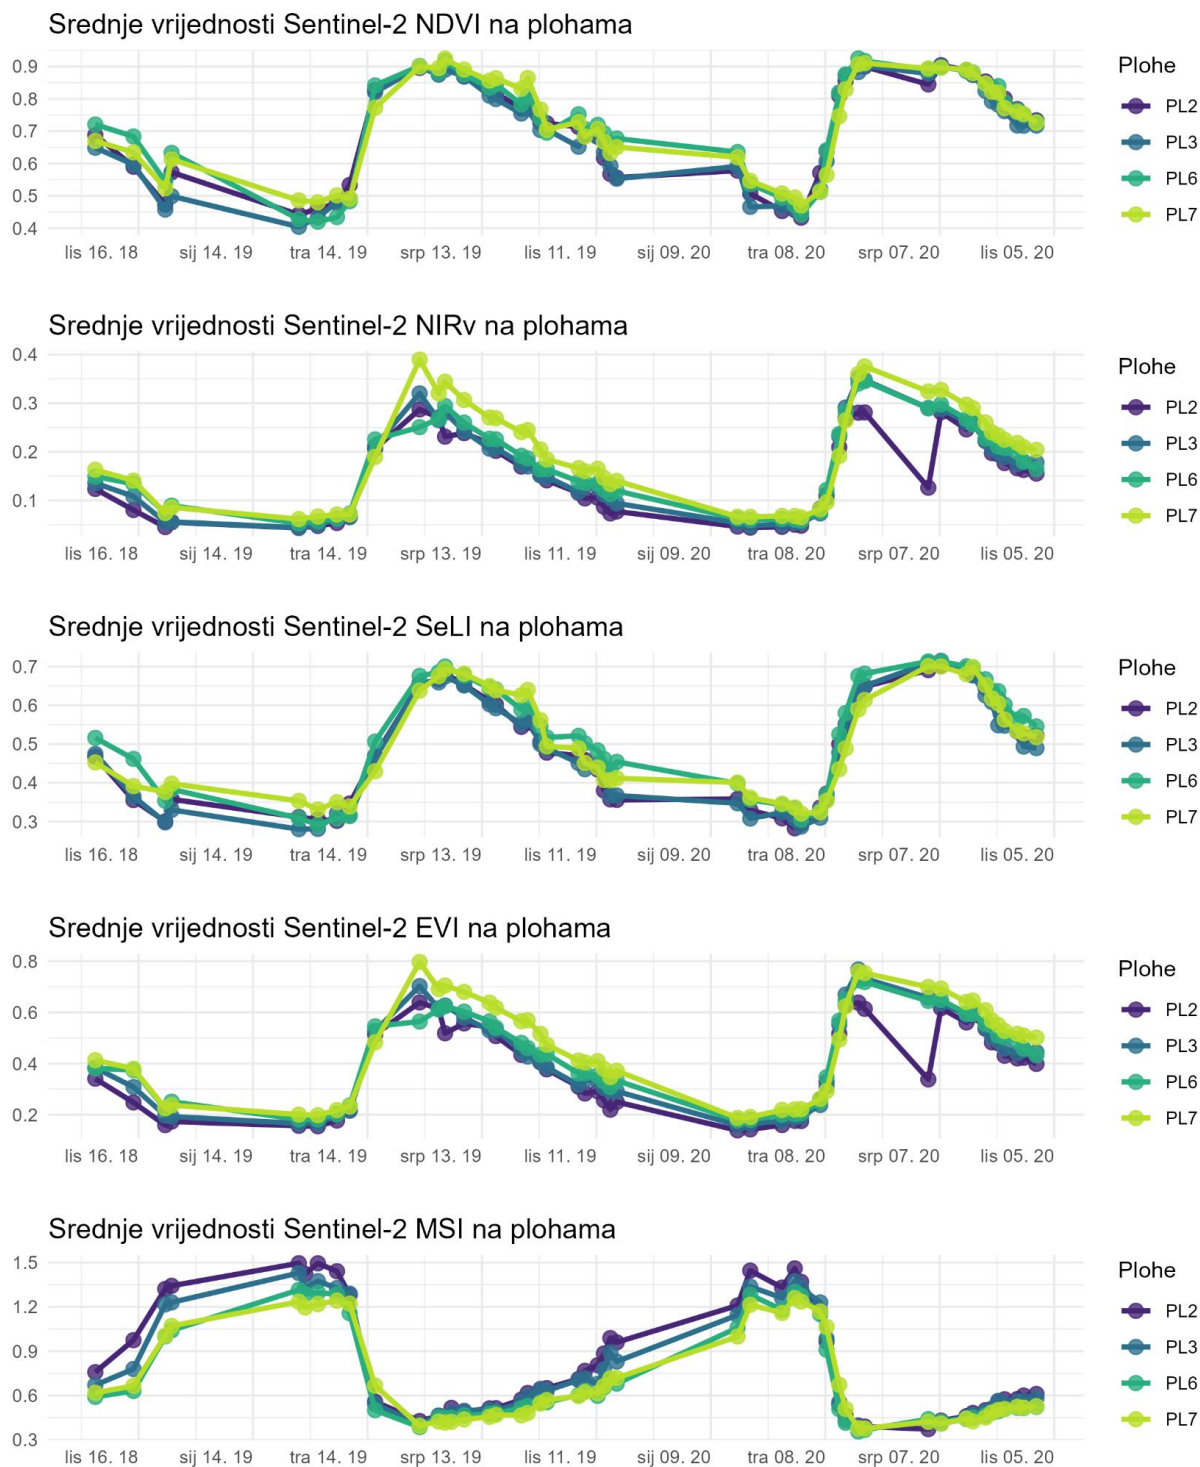 Srednje vrijednosti Sentinel-2 NDVI na plohama
0.9
0.8
0.7
0.6
0.5
0.4
lis 16. 18 sij 14. 19 tra 14. 19 srp 13. 19 lis 11. 19 sij 09. 20 tra 08. 20 srp 07. 20 lis 05. 20
Plohe
PL2
PL3
PL6
PL7
Srednje vrijednosti Sentinel-2 NIRv na plohama
0.4
0.3
0.2
0.1
lis 16. 18 sij 14. 19 tra 14. 19 srp 13. 19 lis 11. 19 sij 09. 20 tra 08. 20 srp 07. 20 lis 05. 20
Plohe
PL2
PL3
PL6
PL7
Srednje vrijednosti Sentinel-2 SeLI na plohama
0.7
0.6
0.5
0.4
0.3
lis 16. 18 sij 14. 19 tra 14. 19 srp 13. 19 lis 11. 19 sij 09. 20 tra 08. 20 srp 07. 20 lis 05. 20
Plohe
PL2
PL3
PL6
PL7
Srednje vrijednosti Sentinel-2 EVI na plohama
0.8
0.6
0.4
0.2
lis 16. 18 sij 14. 19 tra 14. 19 srp 13. 19 lis 11. 19 sij 09. 20 tra 08. 20 srp 07. 20 lis 05. 20
Plohe
PL2
PL3
PL6
PL7
Srednje vrijednosti Sentinel-2 MSI na plohama
1.5
1.2
0.9
0.6
0.3
lis 16. 18 sij 14. 19 tra 14. 19 srp 13. 19 lis 11. 19 sij 09. 20 tra 08. 20 srp 07. 20 lis 05. 20
Plohe
PL2
PL3
PL6
PL7